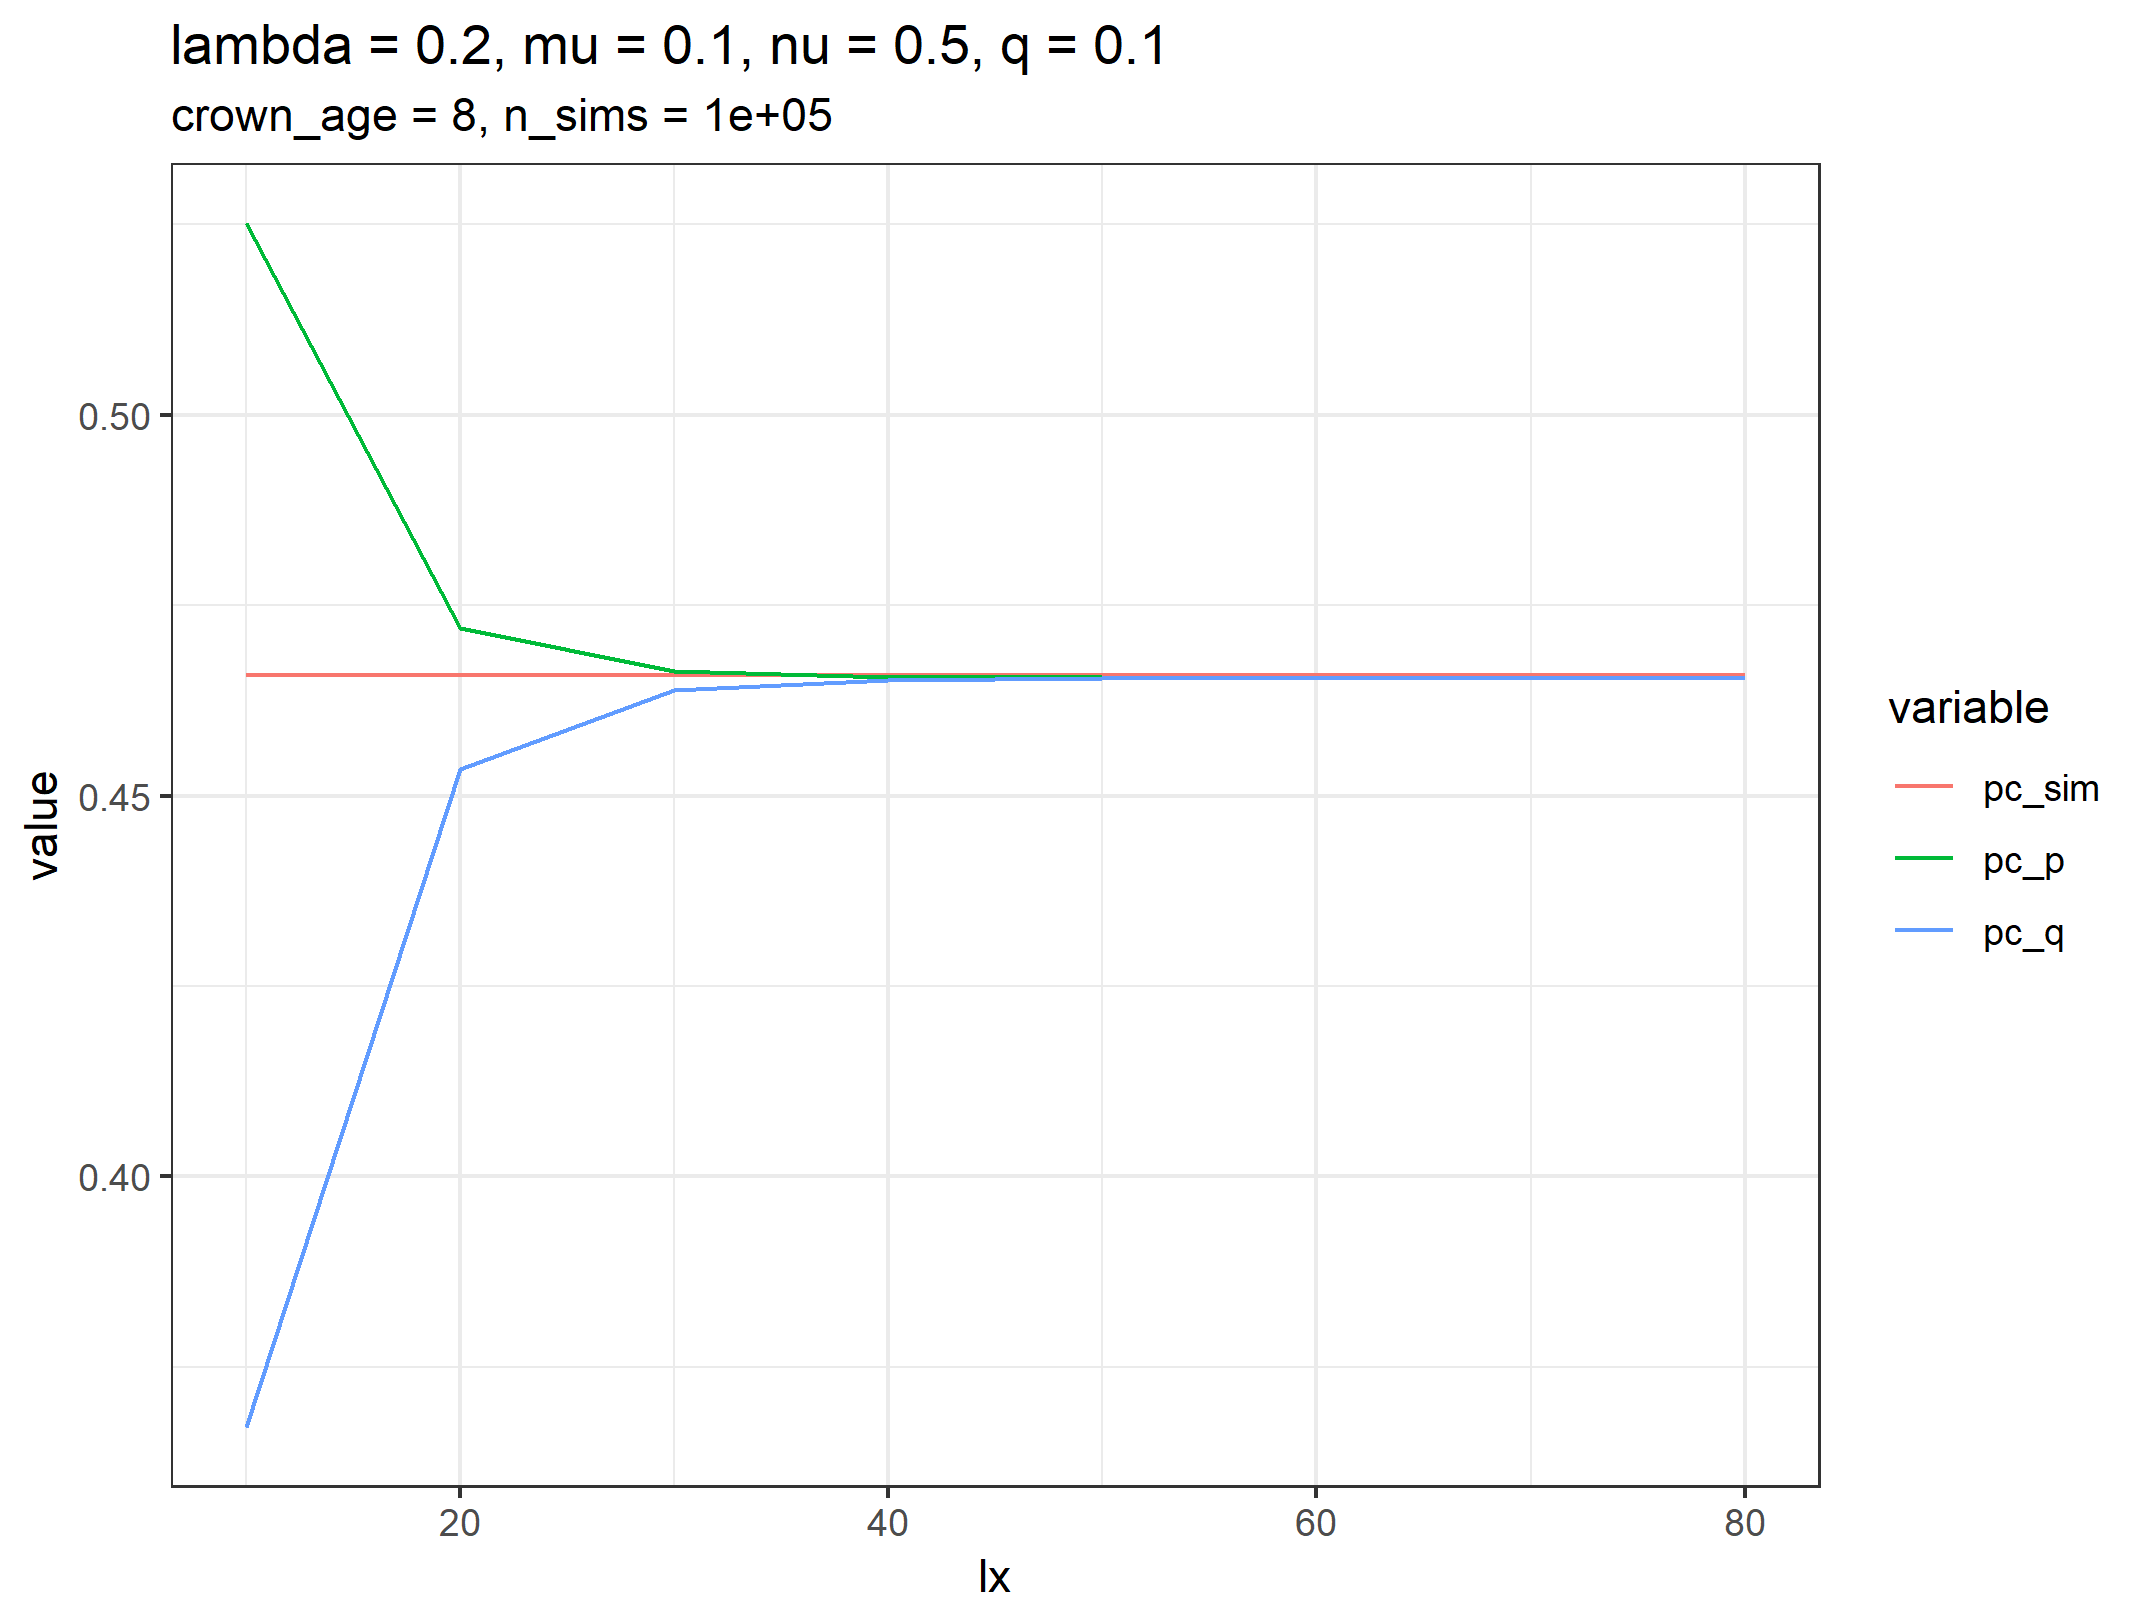 lambda = 0.2, mu = 0.1, nu = 0.5, q = 0.1
crown_age = 8, n_sims = 1e+05
value
0.50
0.45
0.40
20 40 60 80
lx
variable
pc_sim
pc_p
pc_q